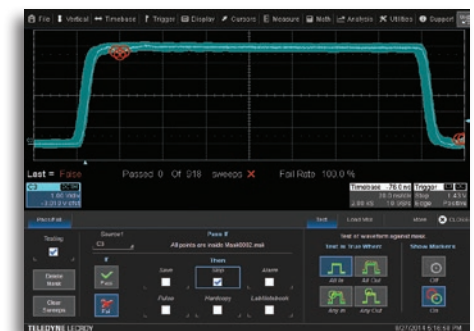 File Vertical Timebase Trigger Display Cursors Measure Math Analysis Utilities Support
Last = False Passed 0 Of 918 sweeps Fail Rate 100.0 %
C3
Timebase -76.0 ns Trigger
Positive
Pass/Fail
Test Load Mask CLOSE
Testing
Source1
C3
Pass If
All points are inside Mask0002.msk
Test of waveform against mask
Test is True When
Show Markers
If
Then
Pass
Save Stop Alarm
All In All Out
Off
Delete
Mask
Fail
Pulse Hardcopy LabNotebook
Any In Any Out
On
Clear
Sweeps
TELEDYNE LECROY